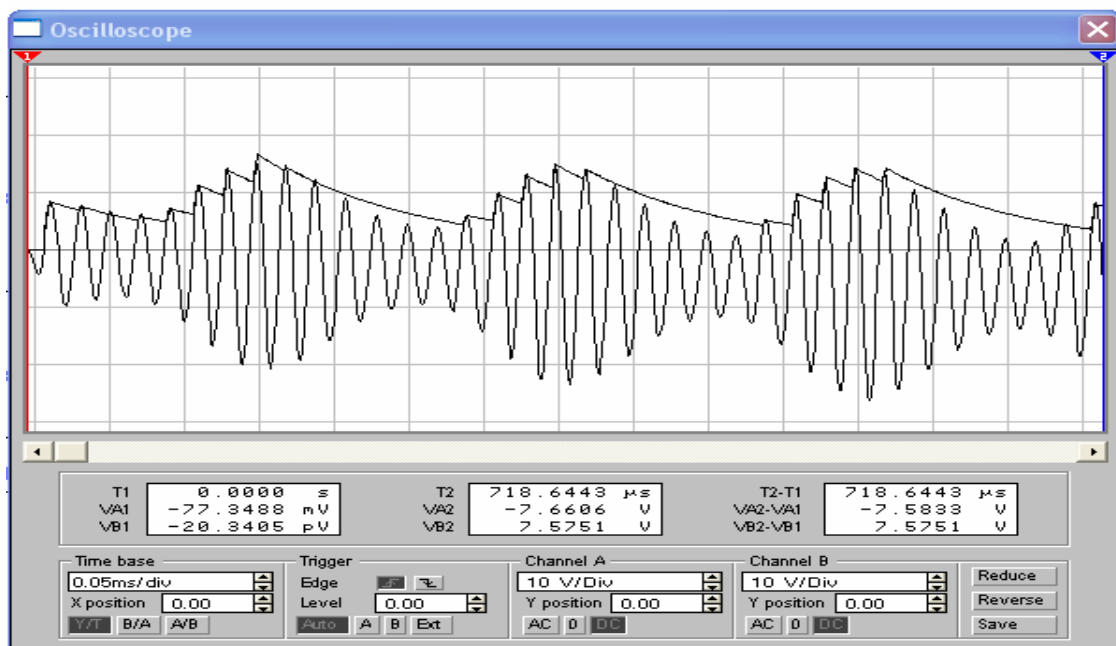 Oscilloscope
1 2
T1 0.0000 s T2 718.6443 µs T2-T1 718.6443 µs
VA1 -77.3488 mV VA2 -7.6606 V VA2-VA1 -7.5833 V
VB1 -20.3405 pV VB2 7.5751 V VB2-VB1 7.5751 V
Time base Trigger Channel A Channel B
0.05ms/div Edge 10 V/Div 10 V/Div Reduce
X position 0.00 Level 0.00 Y position 0.00 Y position 0.00 Reverse
Y/T B/A A/B Auto A B Ext AC 0 DC AC 0 DC Save